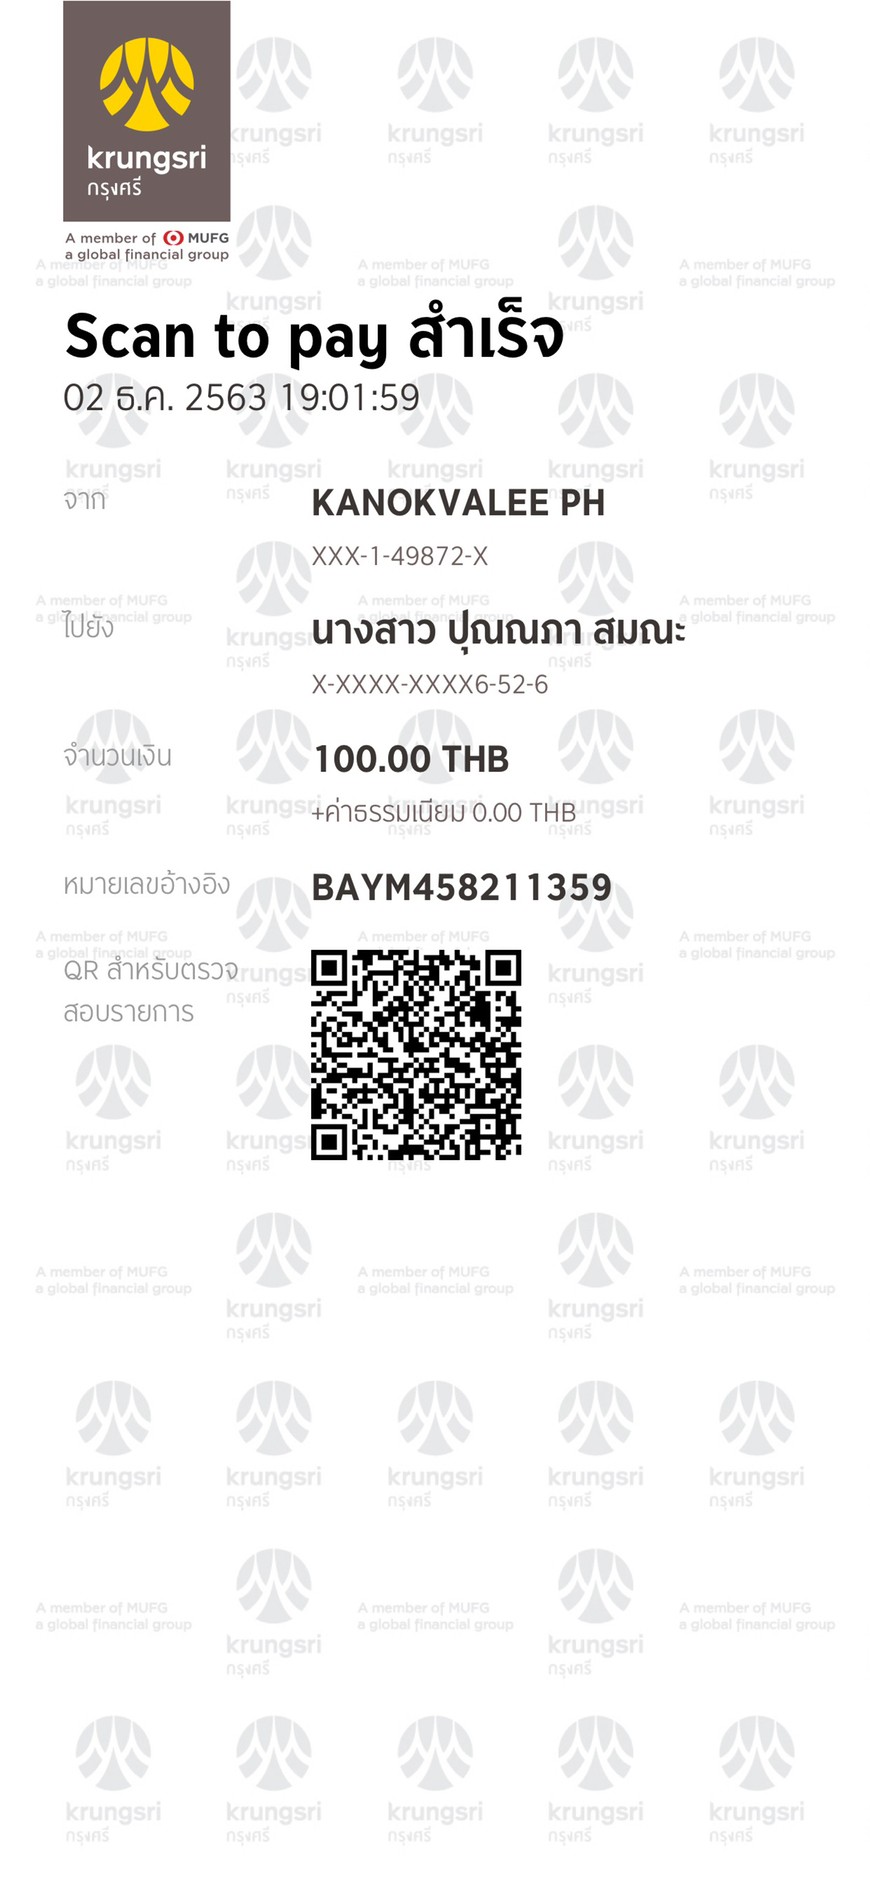 krungsri
กรุงศรี
A member of MUFG
a global financial group
Scan to pay สำเร็จ
02 ธ.ค. 2563 19:01:59
จาก
KANOKVALEE PH
XXX-1-49872-X
ไปยัง
นางสาว ปุณณภา สมณะ
X-XXXX-XXXX6-52-6
จำนวนเงิน
100.00 THB
+ค่าธรรมเนียม 0.00 THB
หมายเลขอ้างอิง
BAYM458211359
QR สำหรับตรวจ
สอบรายการ